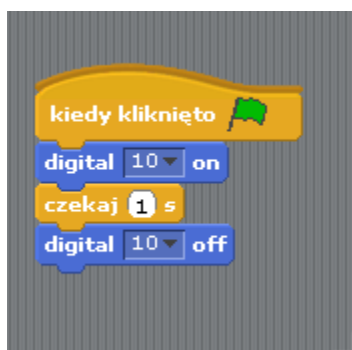 kiedy kliknięto
digital 10 on
czekaj 1 s
digital 10 off